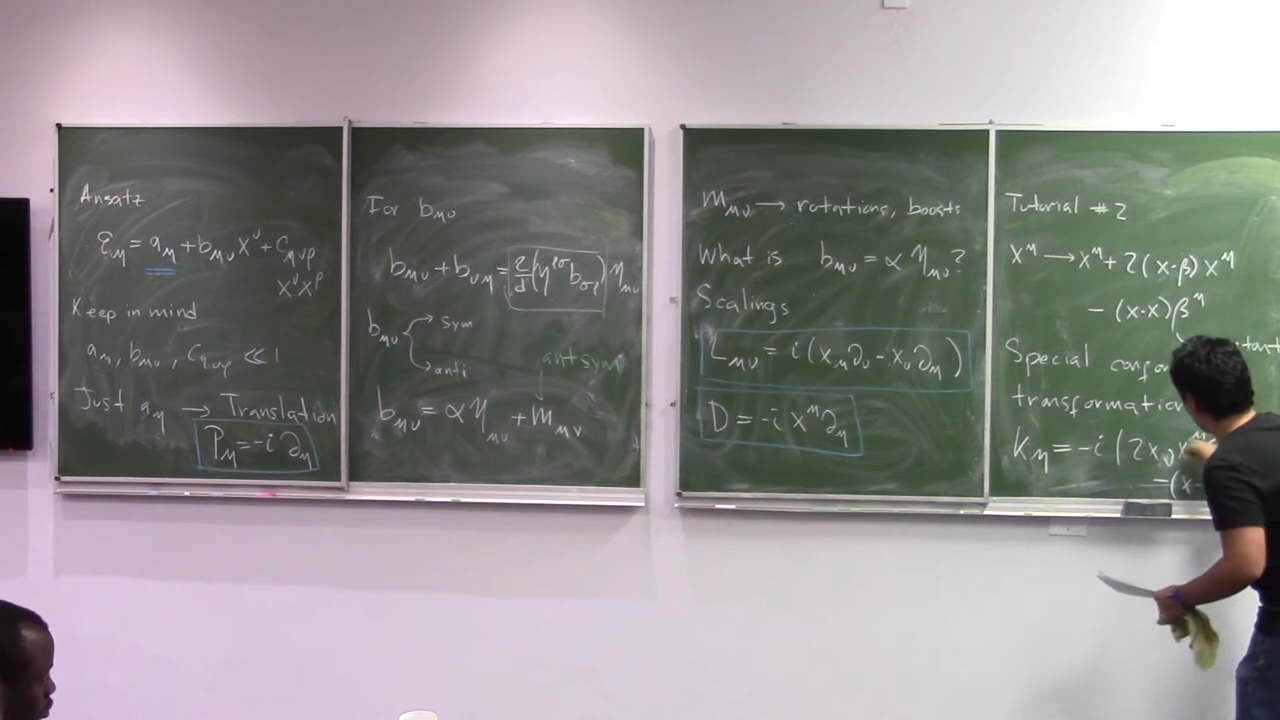 Ansatz
ε_μ = a_μ + b_μν x^ν + c_μνρ
x^ν x^ρ
Keep in mind
a_μ, b_μν, c_μνρ ≪ 1
Just a_μ → Translation
P_μ = -i ∂_μ
For b_μν
b_μν + b_νμ = 2/d (η^ρσ b_σρ) η_μν
b_μν → sym
→ anti
antsym
b_μν = α η_μν + m_μν
m_μν → rotations, boosts
What is b_μν = α η_μν?
Scalings
L_μν = i (x_μ ∂_ν - x_ν ∂_μ)
D = -i x^μ ∂_μ
Tutorial #2
x^μ → x^μ + 2(x·β) x^μ
- (x·x) β^μ
Special
transformation
K_μ = -i (2x_ν x^μ
-(x·